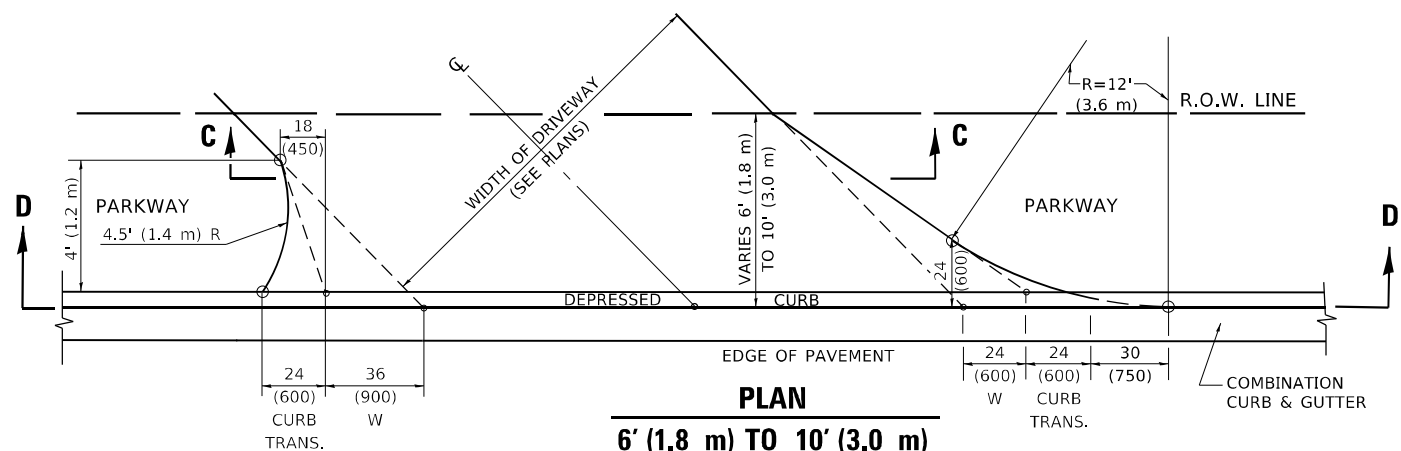 ℄
WIDTH OF DRIVEWAY
(SEE PLANS)
R=12'
(3.6 m)
R.O.W. LINE
C
18
(450)
C
4' (1.2 m)
PARKWAY
4.5' (1.4 m) R
VARIES 6' (1.8 m)
TO 10' (3.0 m)
PARKWAY
24
(600)
D
D
DEPRESSED CURB
EDGE OF PAVEMENT
24
(600)
CURB
TRANS.
36
(900)
W
24
(600)
W
24
(600)
CURB
TRANS.
30
(750)
COMBINATION
CURB & GUTTER
PLAN
6' (1.8 m) TO 10' (3.0 m)